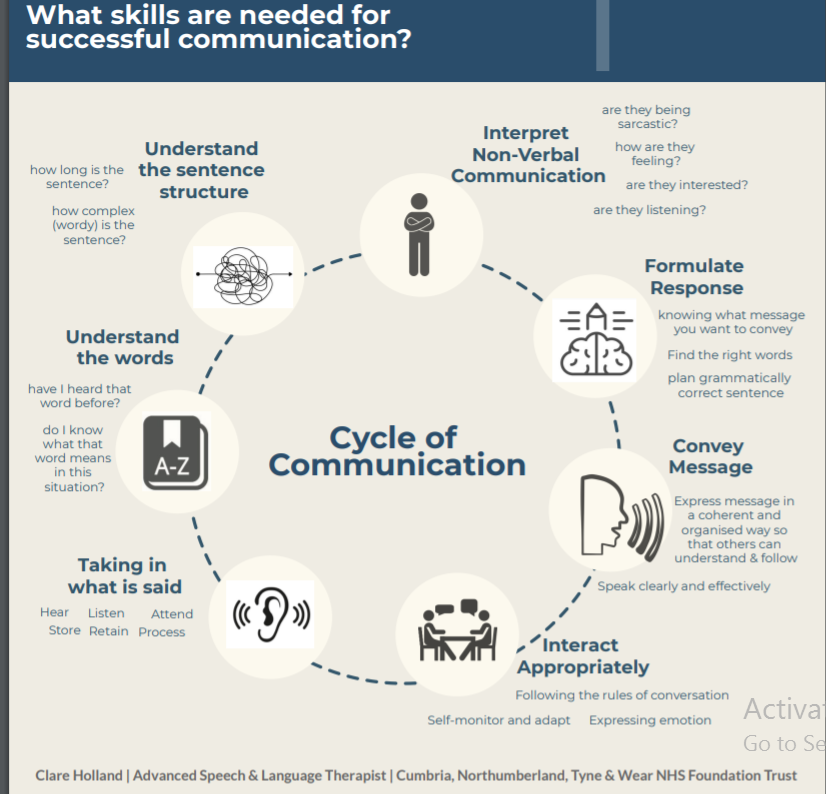 What skills are needed for
successful communication?
Interpret
Non-Verbal
Communication
are they being
sarcastic?
how are they
feeling?
are they interested?
are they listening?
Formulate
Response
knowing what message
you want to convey
Find the right words
plan grammatically
correct sentence
Convey
Message
Express message in
a coherent and
organised way so
that others can
understand & follow
Speak clearly and effectively
Interact
Appropriately
Following the rules of conversation
Self-monitor and adapt Expressing emotion
Taking in
what is said
Hear Listen Attend
Store Retain Process
Understand
the words
have I heard that
word before?
do I know
what that
word means
in this
situation?
A-Z
Understand
the sentence
structure
how long is the
sentence?
how complex
(wordy) is the
sentence?
Cycle of
Communication
Activa
Go to Se
Clare Holland | Advanced Speech & Language Therapist | Cumbria, Northumberland, Tyne & Wear NHS Foundation Trust